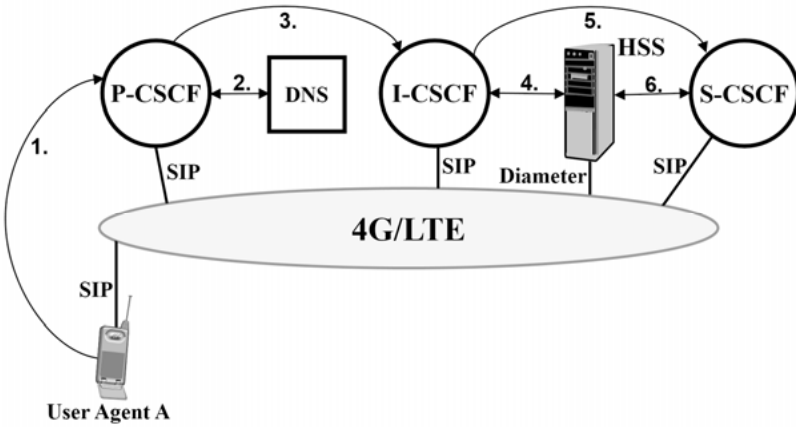 3.
5.
HSS
P-CSCF
2.
DNS
I-CSCF
4.
6.
S-CSCF
1.
SIP
SIP
Diameter
SIP
4G/LTE
SIP
User Agent A